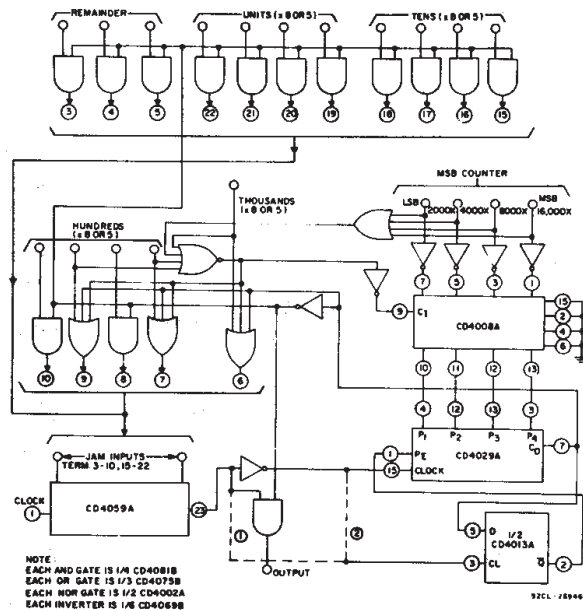 REMAINDER
UNITS (x 8 OR 5)
TENS (x 8 OR 5)
3 4 5 22 21 20 19 18 17 16 15
MSB COUNTER
THOUSANDS
(x 8 OR 5)
LSB 2000X 4000X 8000X MSB 16,000X
HUNDREDS
(x 8 OR 5)
7 5 3 1
9 C1 CD4008A 15 2 4 6
10 9 8 7 6
10 11 12 13
4 12 13 3
P1 P2 P3 P4
JAM INPUTS
TERM 3-10, 15-22
1 PE CD4029A CO 7
15 CLOCK
CLOCK
1 CD4059A 23
1 2
5 D 1/2
CD4013A
3 CL Q 2
OUTPUT
NOTE:
EACH AND GATE IS 1/4 CD4081B
EACH OR GATE IS 1/3 CD4075B
EACH NOR GATE IS 1/2 CD4002A
EACH INVERTER IS 1/6 CD4069B
92CL-28946